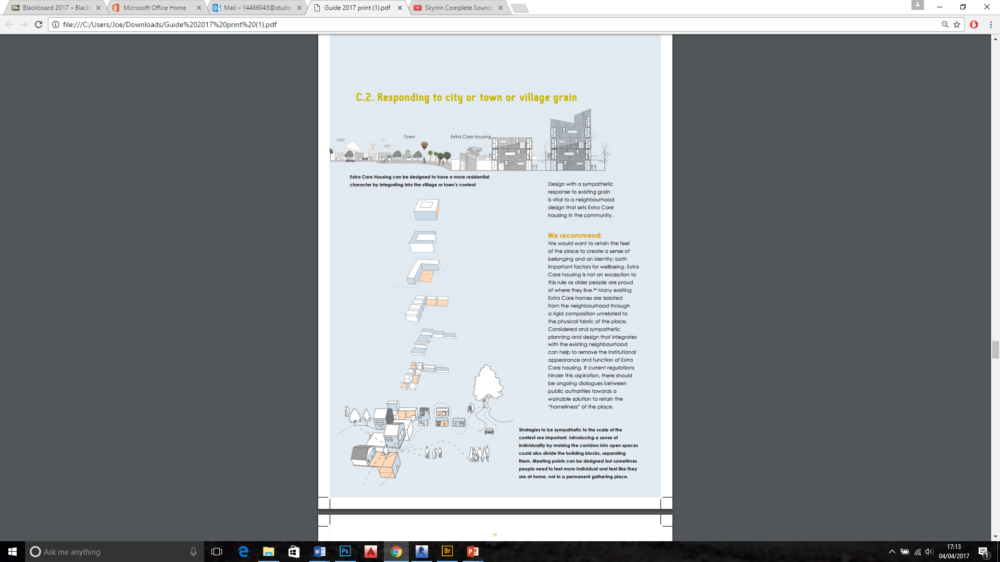 Blackboard 2017 – Black
Microsoft Office Home
Mail – 14466043@stude
Guide 2017 print (1).pdf
Skyrim Complete Sound
file:///C:/Users/Joe/Downloads/Guide%202017%20print%20(1).pdf
C.2. Responding to city or town or village grain
Town
Extra Care housing
Extra Care Housing can be designed to have a more residential
character by integrating into the village or town's context
Design with a sympathetic
response to existing grain
is vital to a neighbourhood
design that sets Extra Care
housing in the community.
We recommend:
We would want to retain the feel
of the place to create a sense of
belonging and an identity; both
important factors for wellbeing. Extra
Care housing is not an exception to
this rule as older people are proud
of where they live.⁴⁴ Many existing
Extra Care homes are isolated
from the neighbourhood through
a rigid composition unrelated to
the physical fabric of the place.
Considered and sympathetic
planning and design that integrates
with the existing neighbourhood
can help to remove the institutional
appearance and function of Extra
Care housing. If current regulations
hinder this aspiration, there should
be ongoing dialogues between
public authorities towards a
workable solution to retain the
"homeliness" of the place.
Strategies to be sympathetic to the scale of the
context are important. Introducing a sense of
individuality by making the corridors into open spaces
could also divide the building blocks, separating
them. Meeting points can be designed but sometimes
people need to feel more individual and feel like they
are at home, not in a permanent gathering place.
19
Ask me anything
17:13
04/04/2017